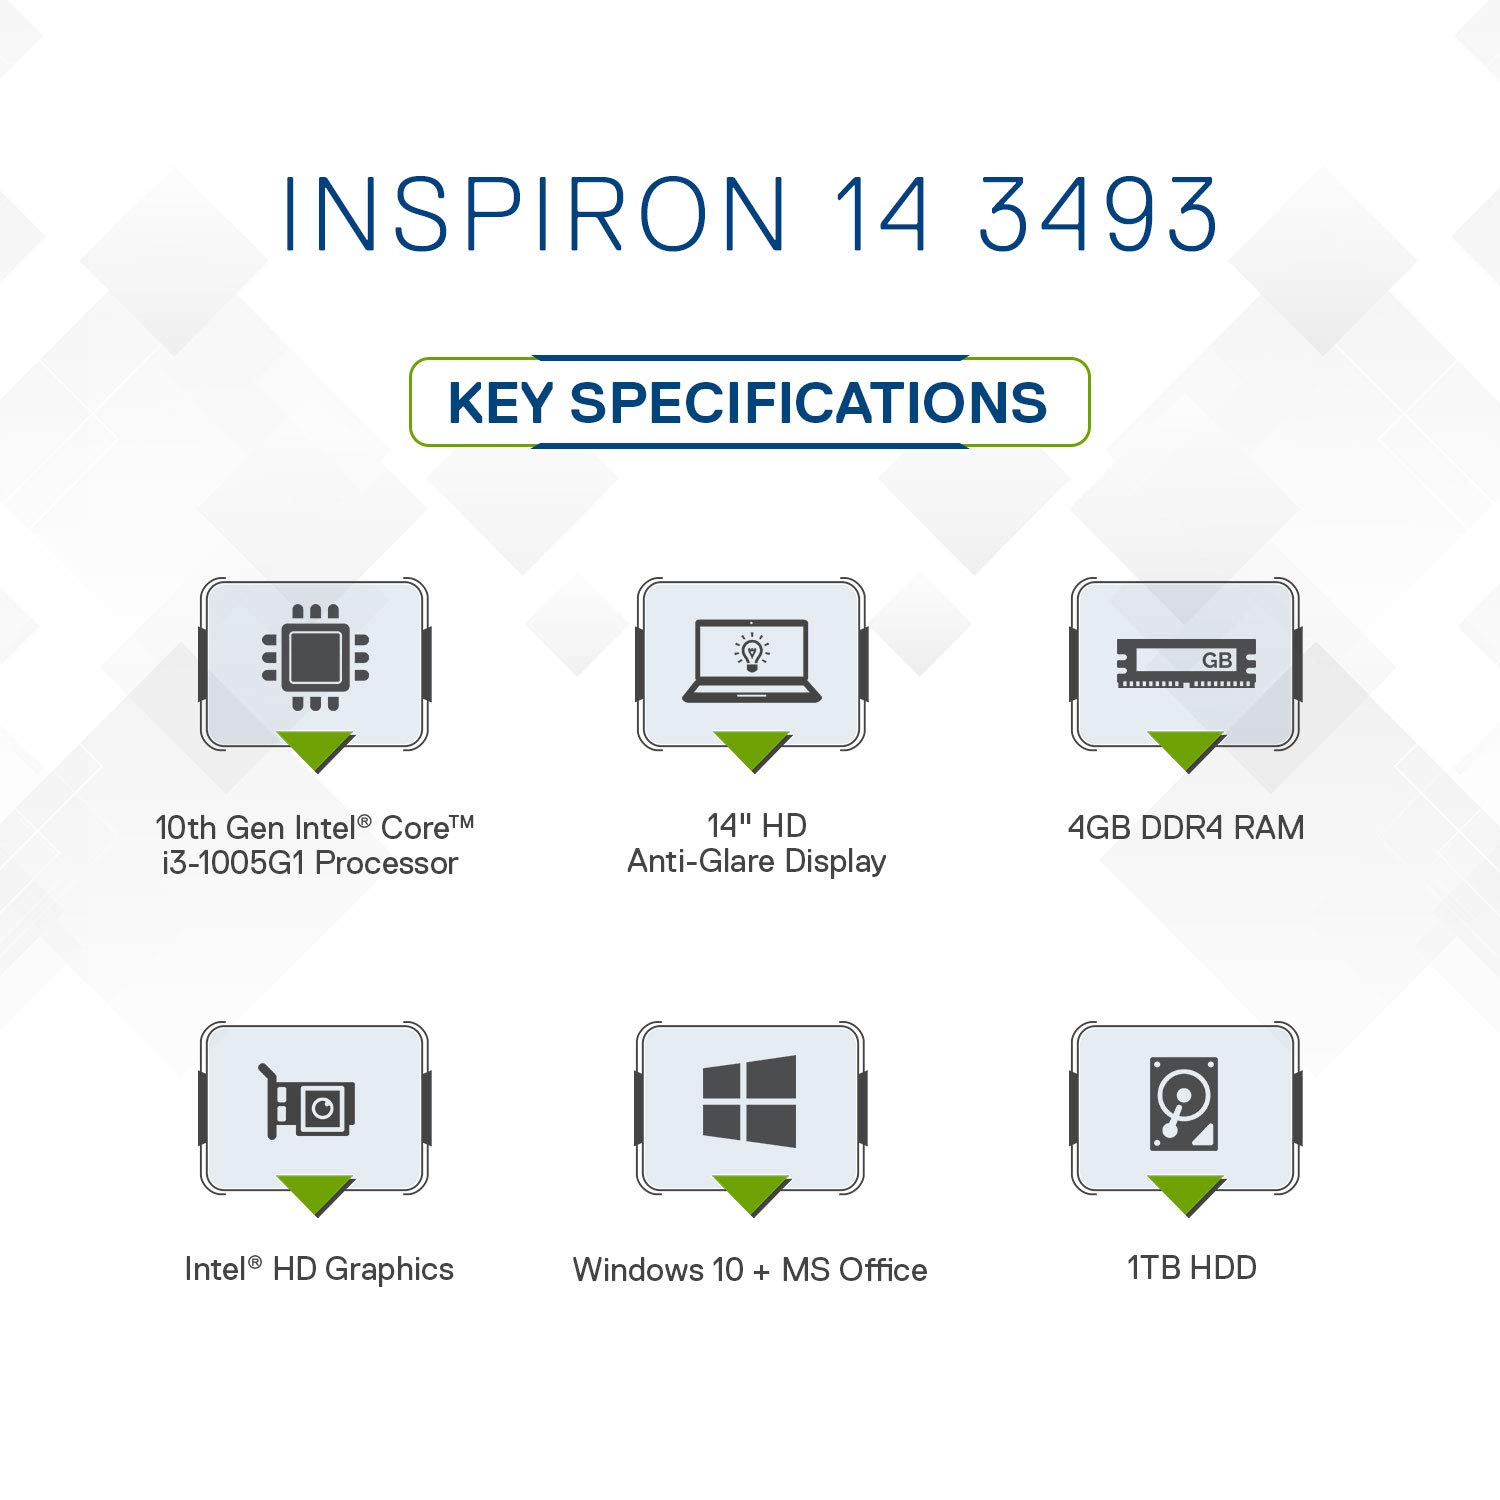 INSPIRON 14 3493
KEY SPECIFICATIONS
GB
10th Gen Intel® Core™
i3-1005G1 Processor
14" HD
Anti-Glare Display
4GB DDR4 RAM
Intel® HD Graphics
Windows 10 + MS Office
1TB HDD